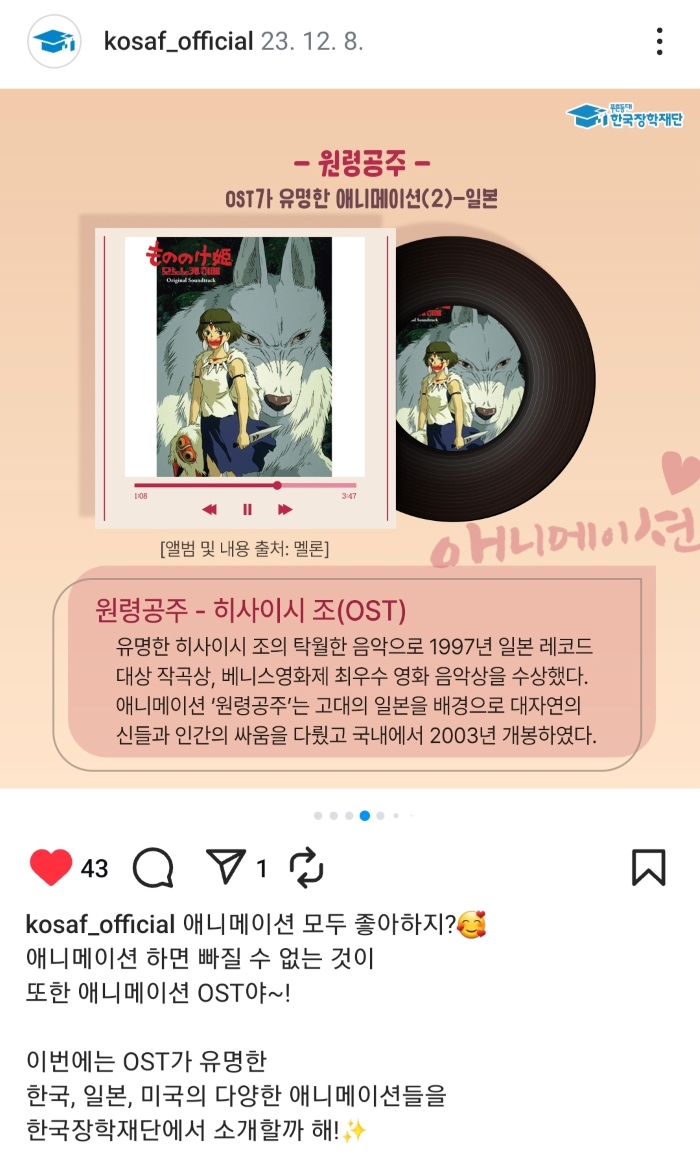 kosaf_official 23. 12. 8.
푸른등대
한국장학재단
- 원령공주 -
OST가 유명한 애니메이션(2)-일본
もののけ姫
모노노케 히메
Original Soundtrack
al Soundtrack
1:08 3:47
[앨범 및 내용 출처: 멜론]
애니메이션
원령공주 - 히사이시 조(OST)
유명한 히사이시 조의 탁월한 음악으로 1997년 일본 레코드
대상 작곡상, 베니스영화제 최우수 영화 음악상을 수상했다.
애니메이션 ‘원령공주’는 고대의 일본을 배경으로 대자연의
신들과 인간의 싸움을 다뤘고 국내에서 2003년 개봉하였다.
43 1
kosaf_official 애니메이션 모두 좋아하지?🥰
애니메이션 하면 빠질 수 없는 것이
또한 애니메이션 OST야~!
이번에는 OST가 유명한
한국, 일본, 미국의 다양한 애니메이션들을
한국장학재단에서 소개할까 해!✨